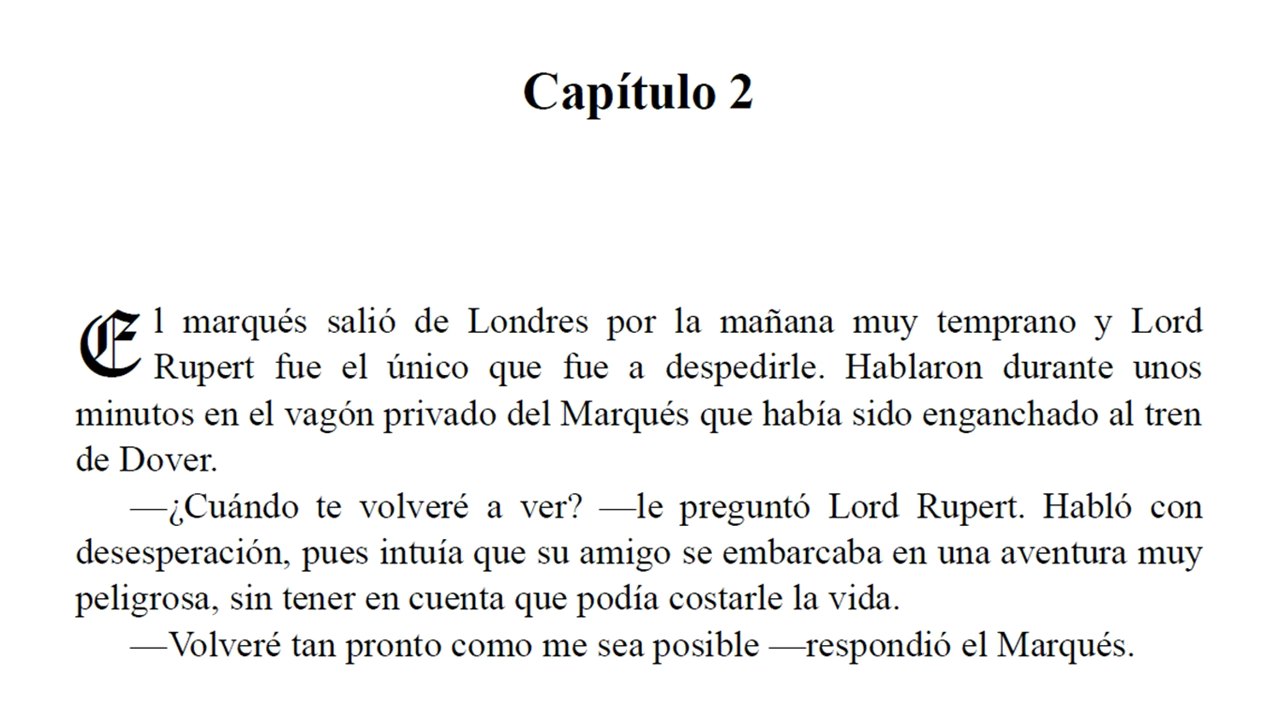 Capítulo 2
El marqués salió de Londres por la mañana muy temprano y Lord
Rupert fue el único que fue a despedirle. Hablaron durante unos
minutos en el vagón privado del Marqués que había sido enganchado al tren
de Dover.
—¿Cuándo te volveré a ver? —le preguntó Lord Rupert. Habló con
desesperación, pues intuía que su amigo se embarcaba en una aventura muy
peligrosa, sin tener en cuenta que podía costarle la vida.
—Volveré tan pronto como me sea posible —respondió el Marqués.